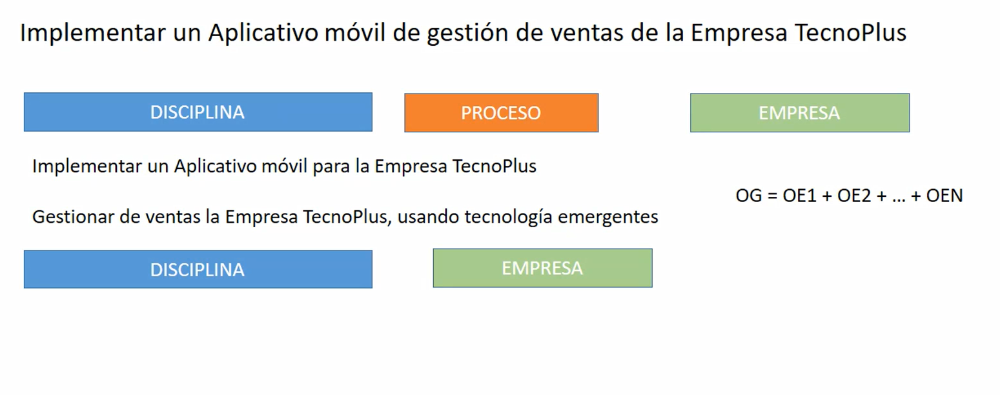 Implementar un Aplicativo móvil de gestión de ventas de la Empresa TecnoPlus
DISCIPLINA
PROCESO
EMPRESA
Implementar un Aplicativo móvil para la Empresa TecnoPlus
OG = OE1 + OE2 + ... + OEN
Gestionar de ventas la Empresa TecnoPlus, usando tecnología emergentes
DISCIPLINA
EMPRESA